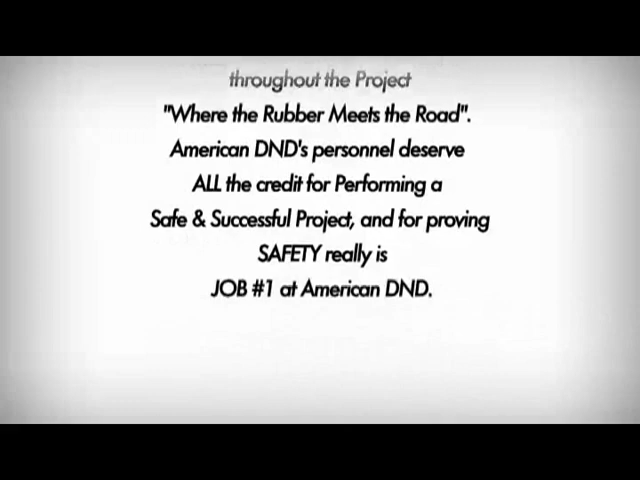 throughout the Project
"Where the Rubber Meets the Road".
American DND's personnel deserve
ALL the credit for Performing a
Safe & Successful Project, and for proving
SAFETY really is
JOB #1 at American DND.